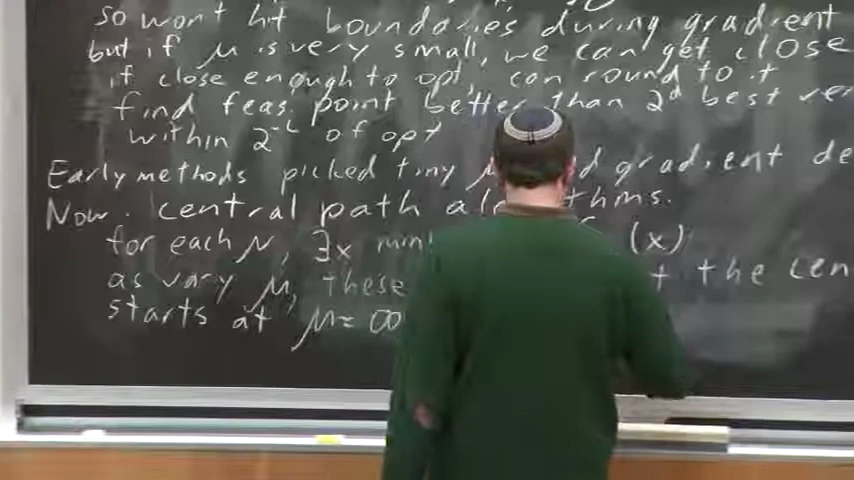 so won't hit boundaries during gradient
but if μ is very small, we can get close
if close enough to opt, can round to it
find feas. point better than 2d best ver
within 2^-L of opt
Early methods picked tiny μ d gradient de
Now. central path al thms.
for each μ, ∃x min (x)
as vary μ, these t the cen
starts at μ=∞